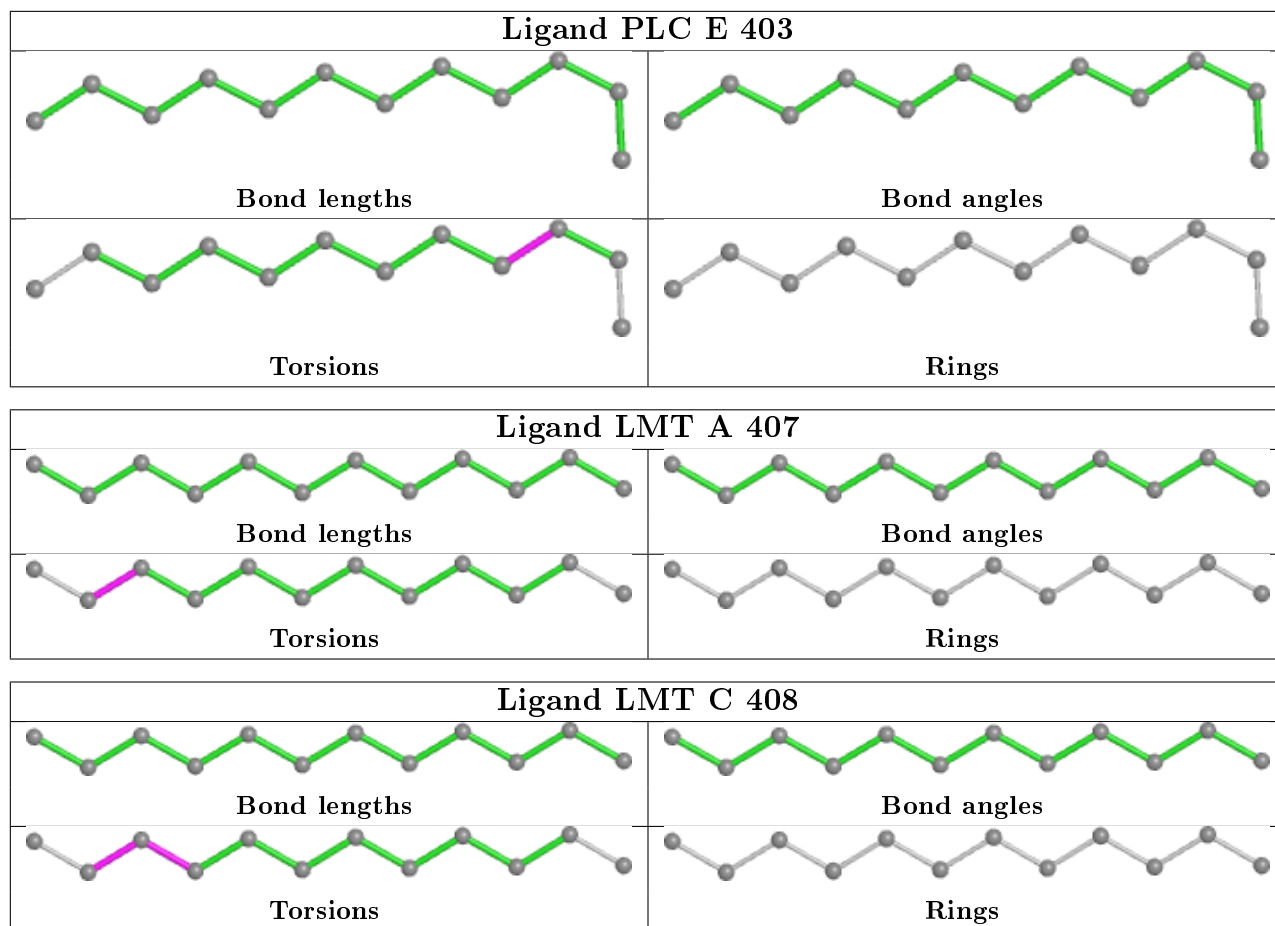 Ligand PLC E 403
Bond lengths
Bond angles
Torsions
Rings
Ligand LMT A 407
Bond lengths
Bond angles
Torsions
Rings
Ligand LMT C 408
Bond lengths
Bond angles
Torsions
Rings